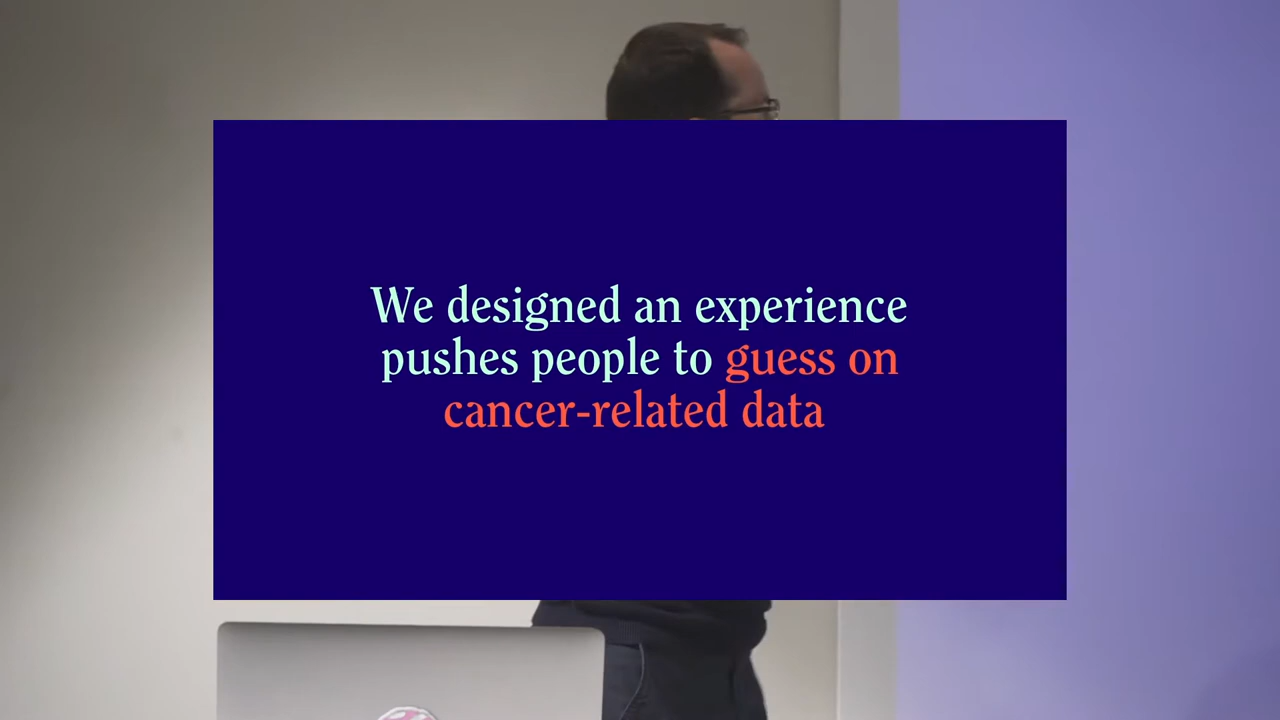 We designed an experience
pushes people to guess on
cancer-related data